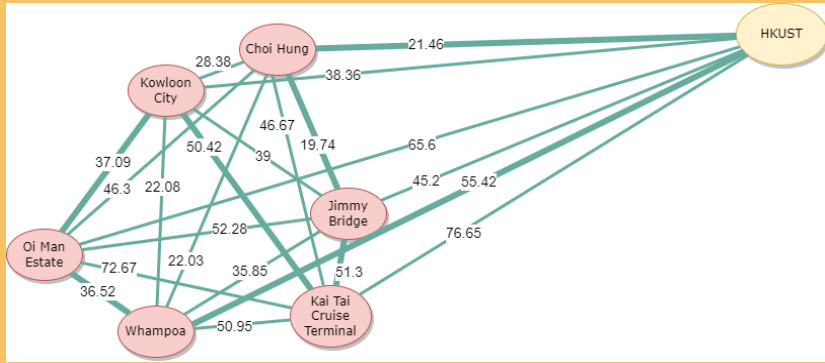 HKUST
Choi Hung
21.46
28.38
38.36
Kowloon
City
46.67
19.74
50.42
65.6
37.09
39
46.3
22.08
45.2
55.42
Jimmy
Bridge
52.28
76.65
Oi Man
Estate
22.03
72.67
35.85
51.3
36.52
Kai Tai
Cruise
Terminal
Whampoa
50.95